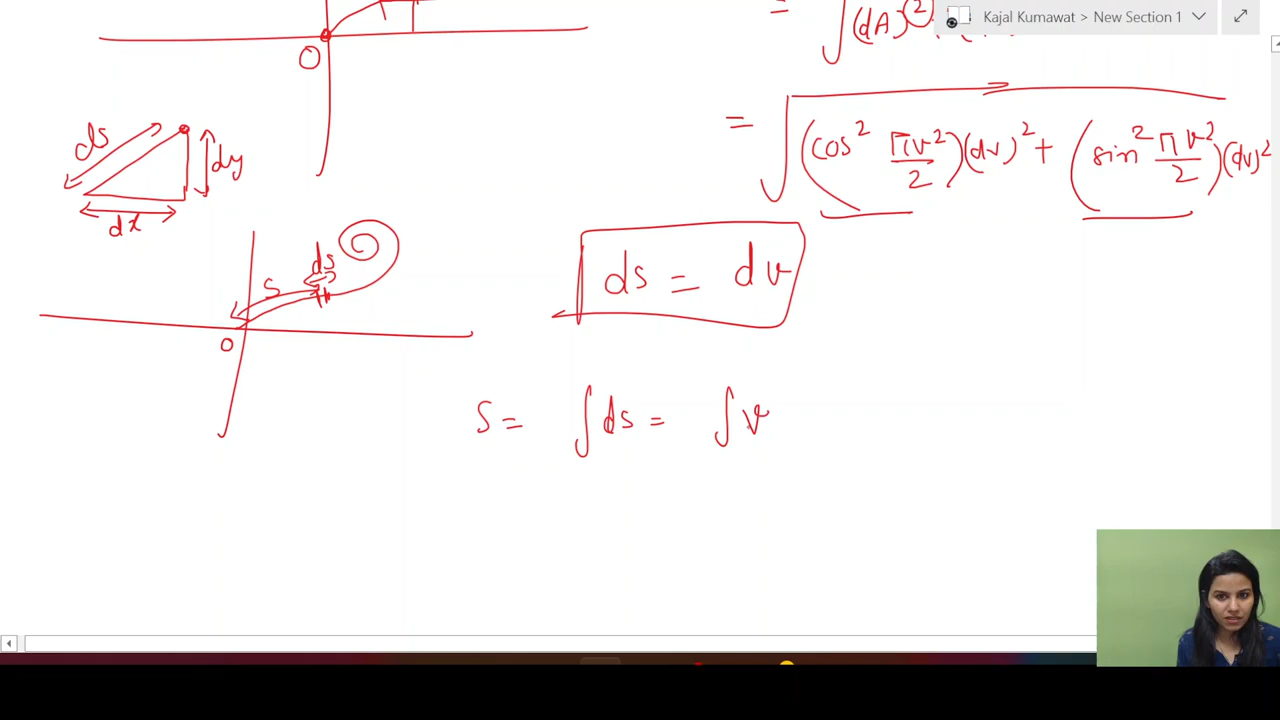 Kajal Kumawat > New Section 1
O
= √(dA)²
ds
dy
dx
= √(cos² πv²/2)(dv)² + (sin² πv²/2)(dv)²
ds
S
O
ds = dv
S = ∫ds = ∫v